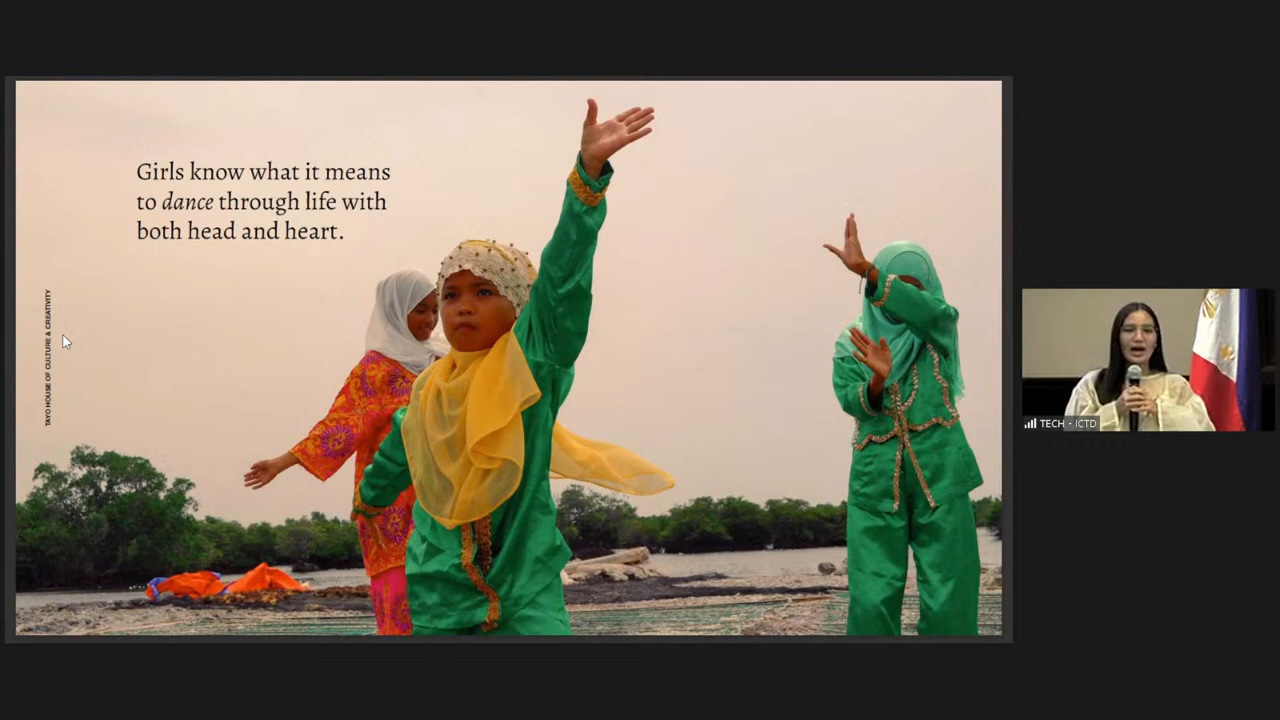 Girls know what it means
to dance through life with
both head and heart.
TAYO HOUSE OF CULTURE & CREATIVITY
TECH - ICTD